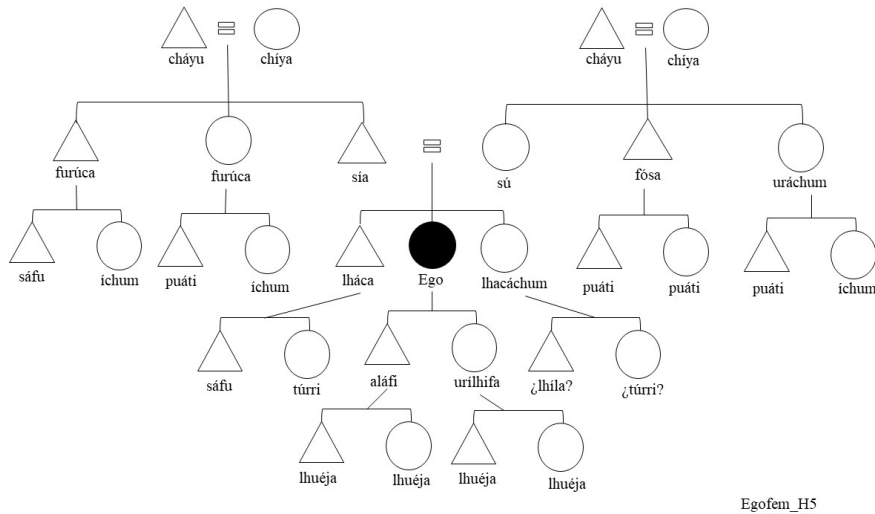 cháyu chíya cháyu chíya
furúca furúca sía sú fósa uráchum
sáfu íchum puáti íchum lháca Ego lhacáchum puáti puáti puáti íchum
sáfu túrri aláfi urílhifa ¿lhíla? ¿túrri?
lhuéja lhuéja lhuéja lhuéja
Egofem_H5